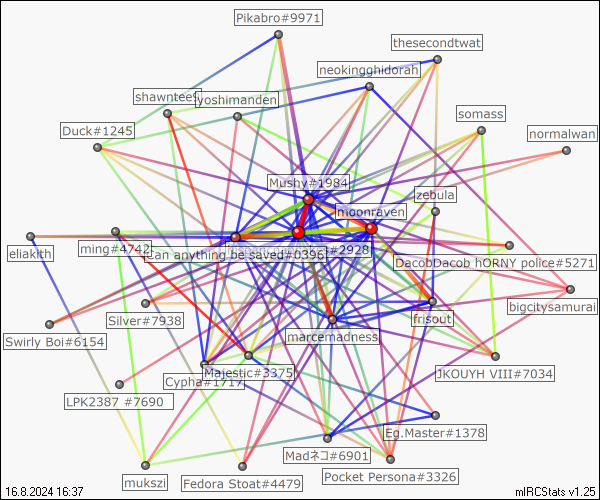 Pikabro#9971
thesecondtwat
neokingghidorah
shawntee9
yoshimanden
somass
Duck#1245
normalwan
Mushy#1984
zebula
moonraven
eliakith
ming#4742
Can anything be saved#0396
#2928
DacobDacob hORNY police#5271
bigcitysamurai
Silver#7938
frisout
Swirly Boi#6154
marcemadness
Majestic#3375
Cypha#1717
JKOUYH VIII#7034
LPK2387 #7690
Eg.Master#1378
Madネコ#6901
mukszi
Fedora Stoat#4479
Pocket Persona#3326
16.8.2024 16:37
mIRCStats v1.25